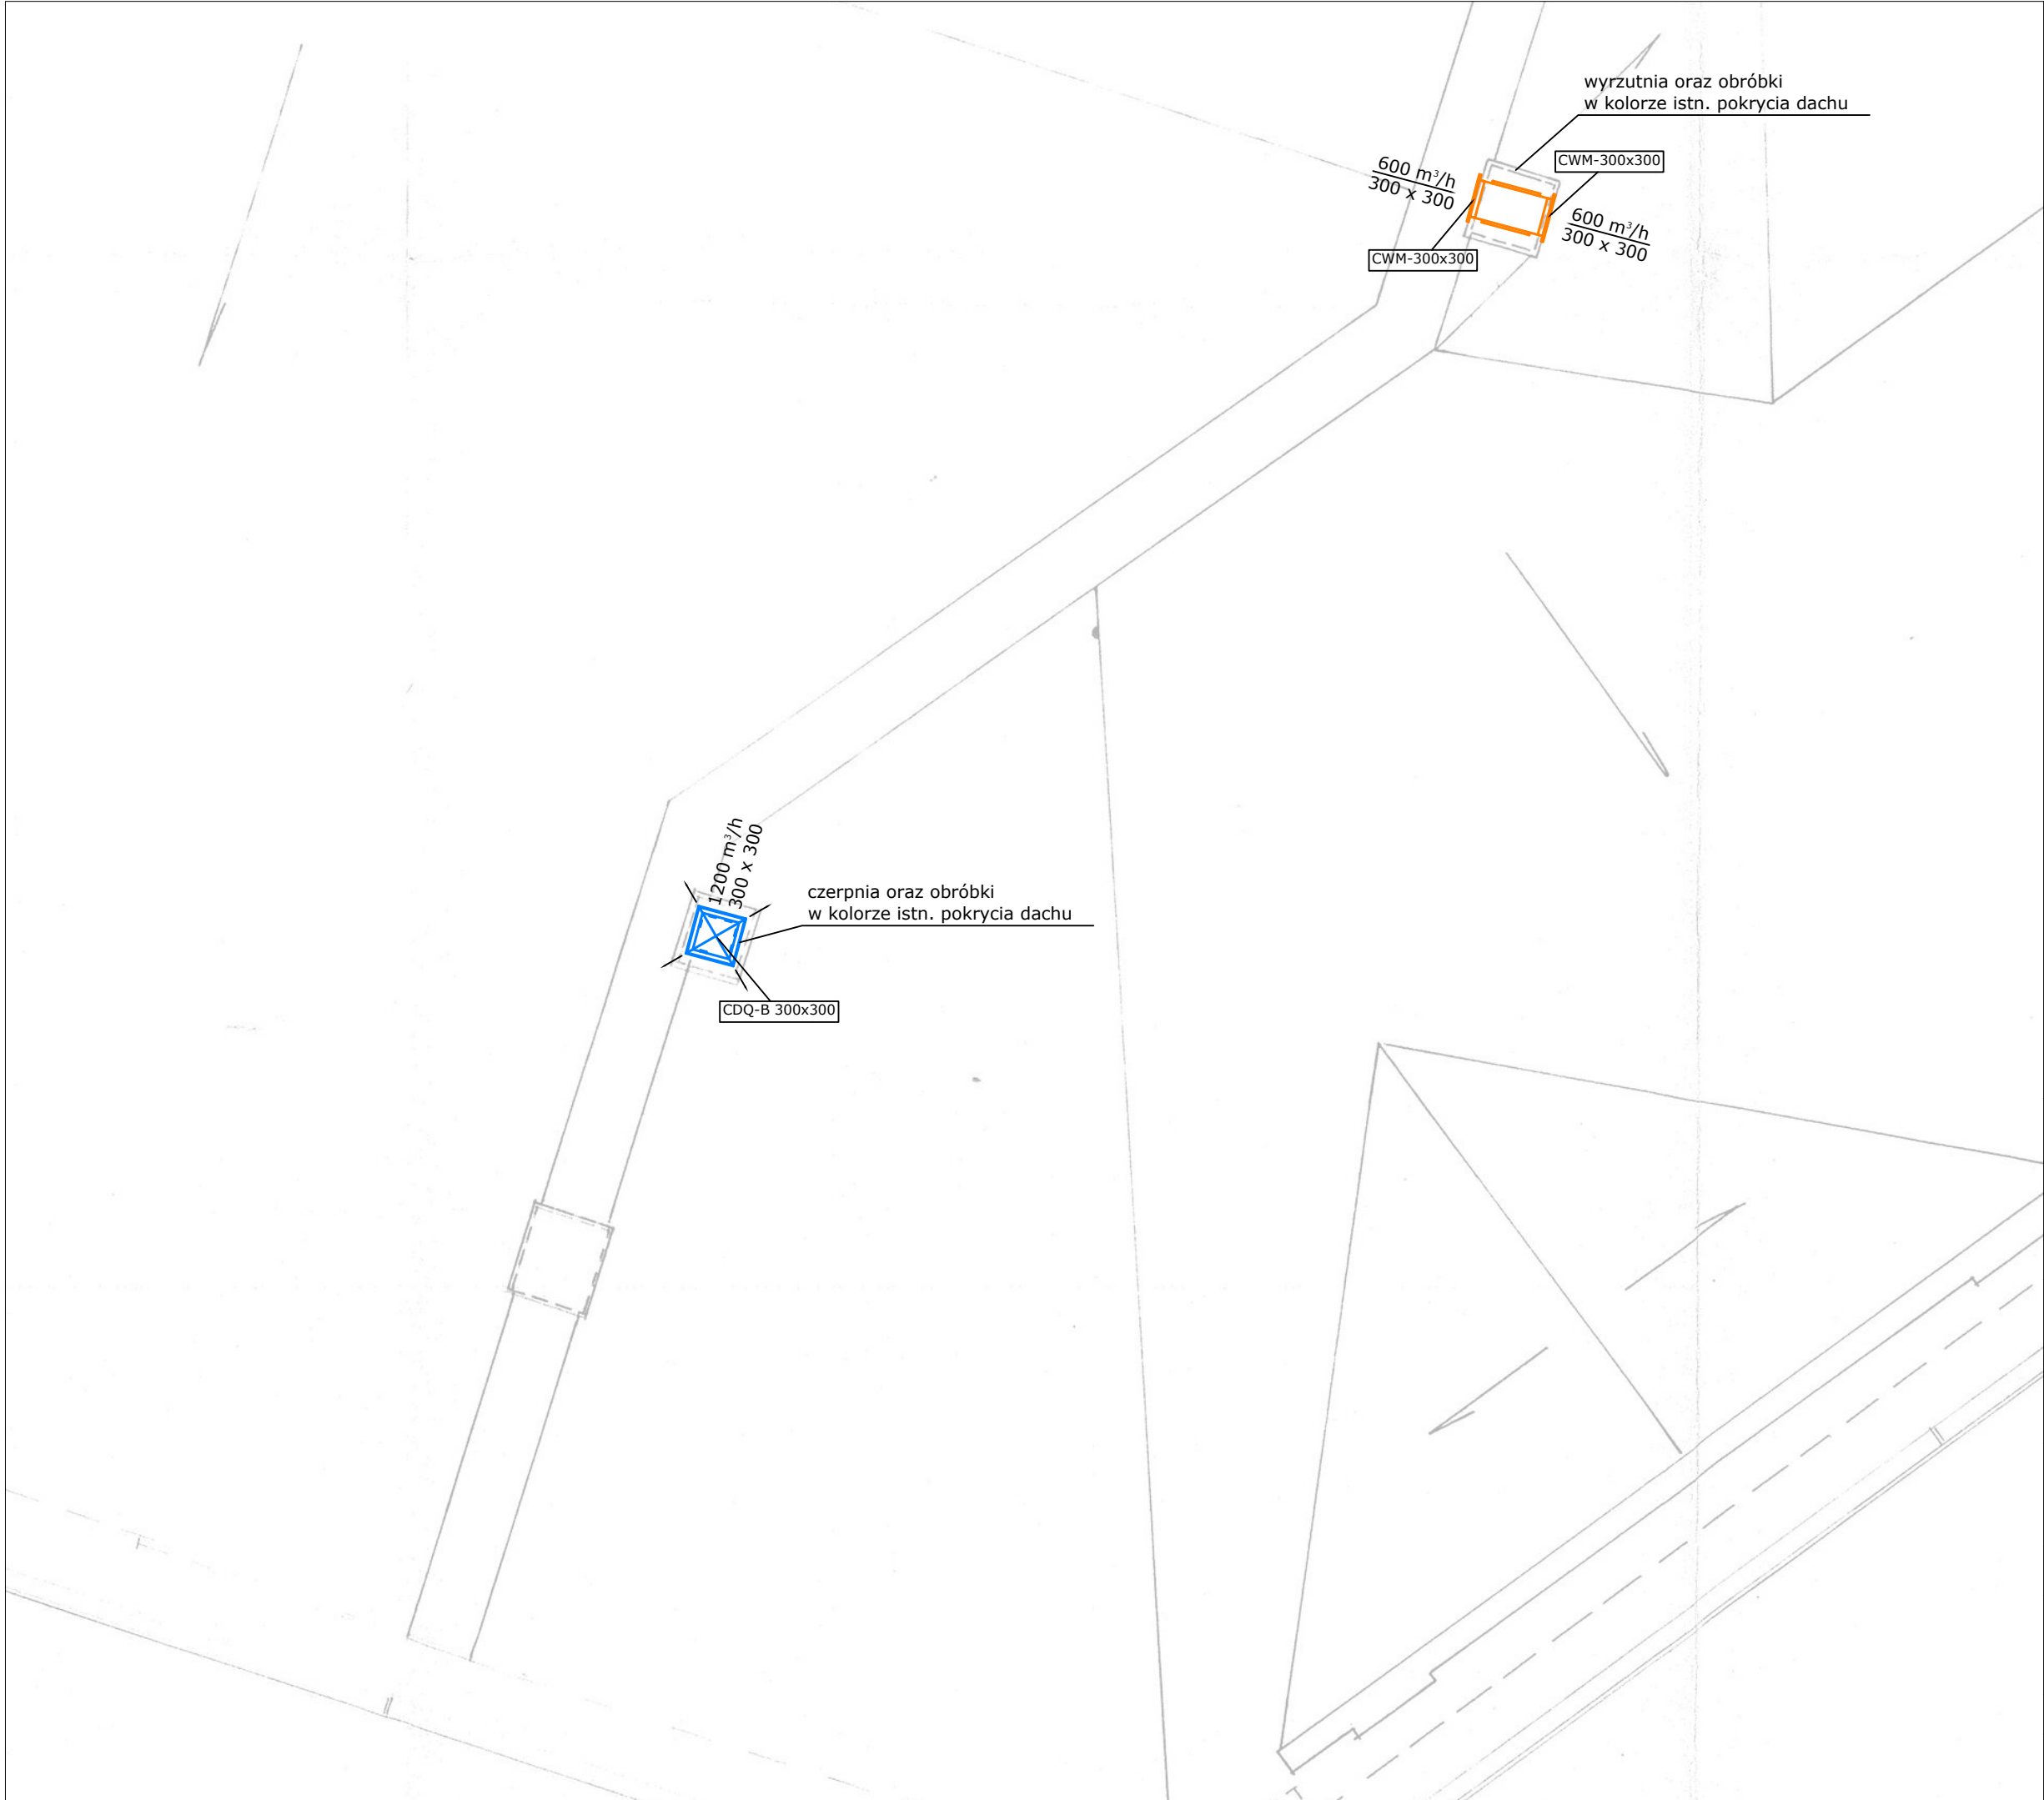 wyrzutnia oraz obróbki
w kolorze istn. pokrycia dachu
CWM-300x300
600 m³/h
300 x 300
600 m³/h
300 x 300
CWM-300x300
1200 m³/h
300 x 300
czerpnia oraz obróbki
w kolorze istn. pokrycia dachu
CDQ-B 300x300